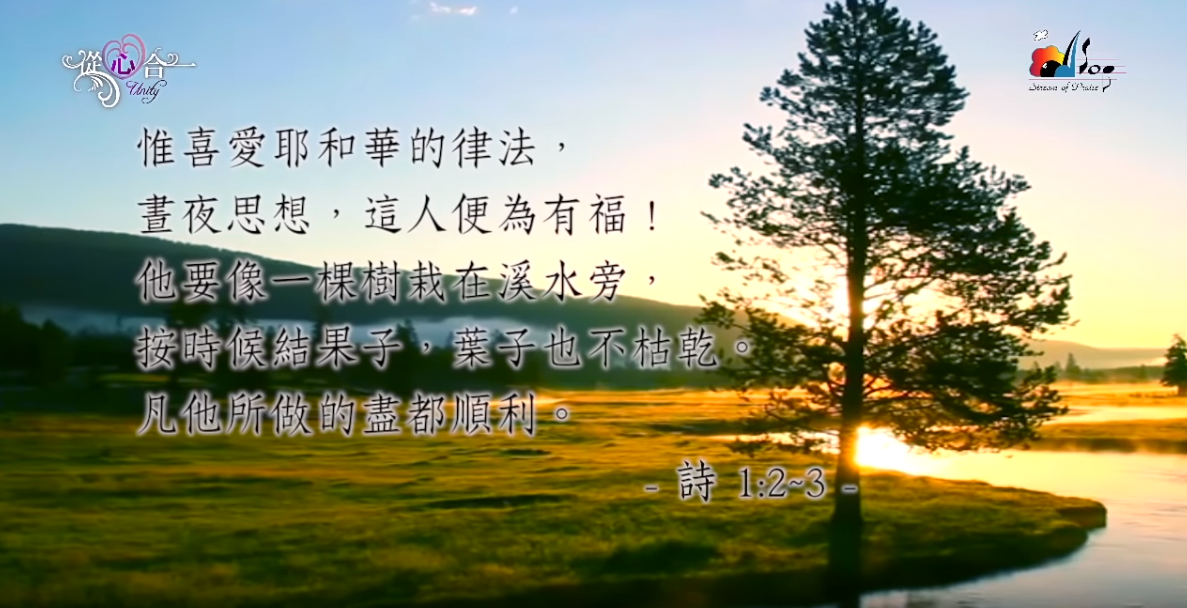 從心合一
Unity
SOP
Stream of Praise
惟喜愛耶和華的律法，
晝夜思想，這人便為有福！
他要像一棵樹栽在溪水旁，
按時候結果子，葉子也不枯乾。
凡他所做的盡都順利。
- 詩 1:2~3 -